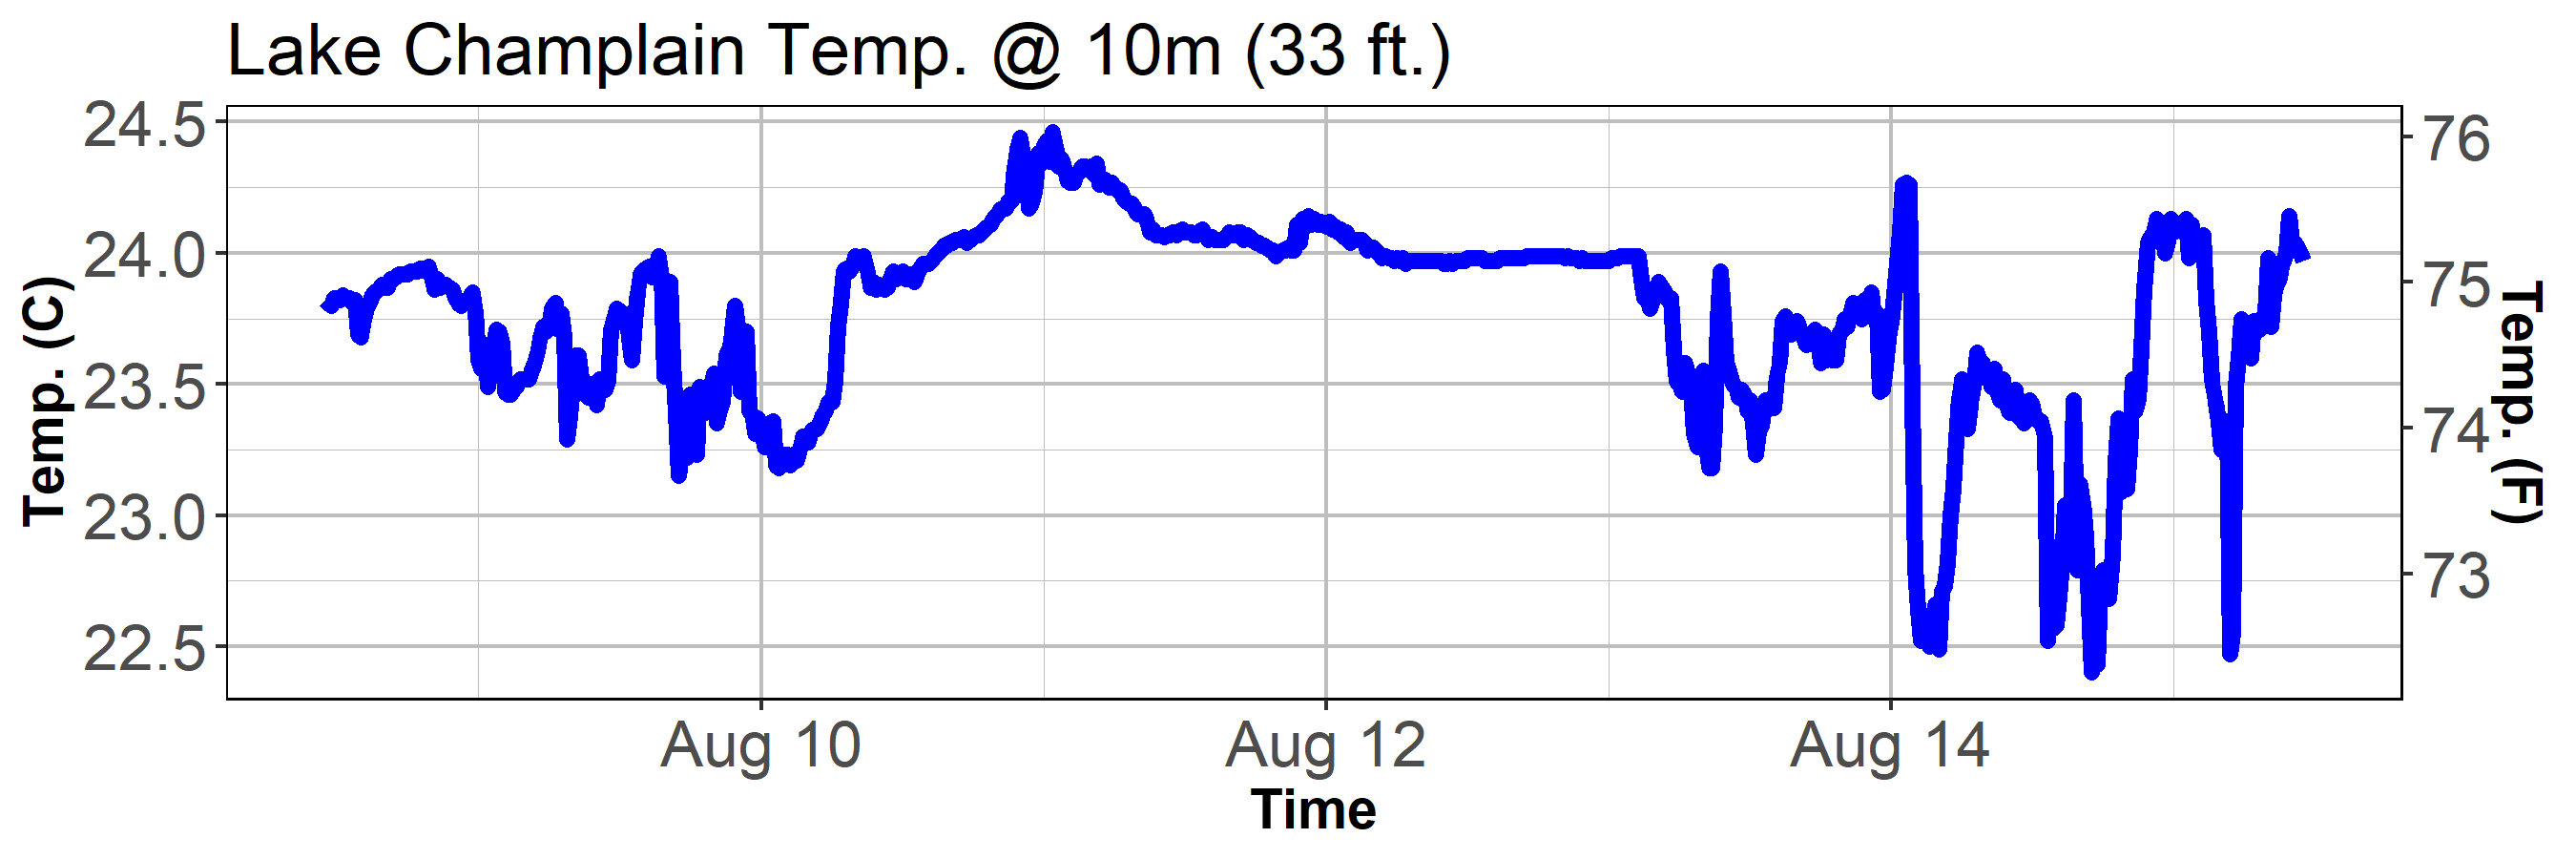 Lake Champlain Temp. @ 10m (33 ft.)
24.5
24.0
23.5
23.0
22.5
Temp. (C)
76
75
74
73
Temp. (F)
Aug 10 Aug 12 Aug 14
Time